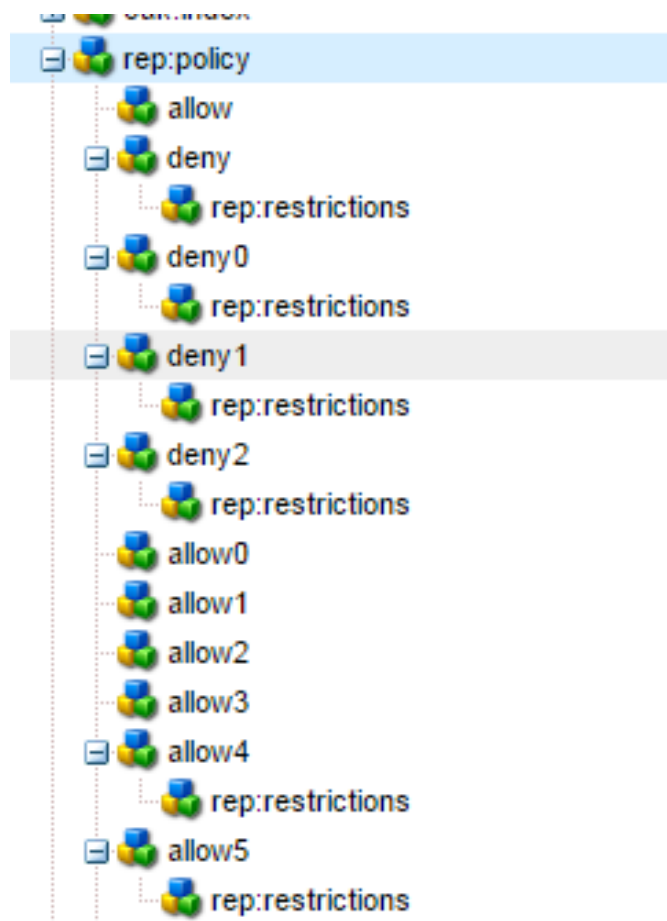 rep:policy
allow
deny
rep:restrictions
deny0
rep:restrictions
deny1
rep:restrictions
deny2
rep:restrictions
allow0
allow1
allow2
allow3
allow4
rep:restrictions
allow5
rep:restrictions